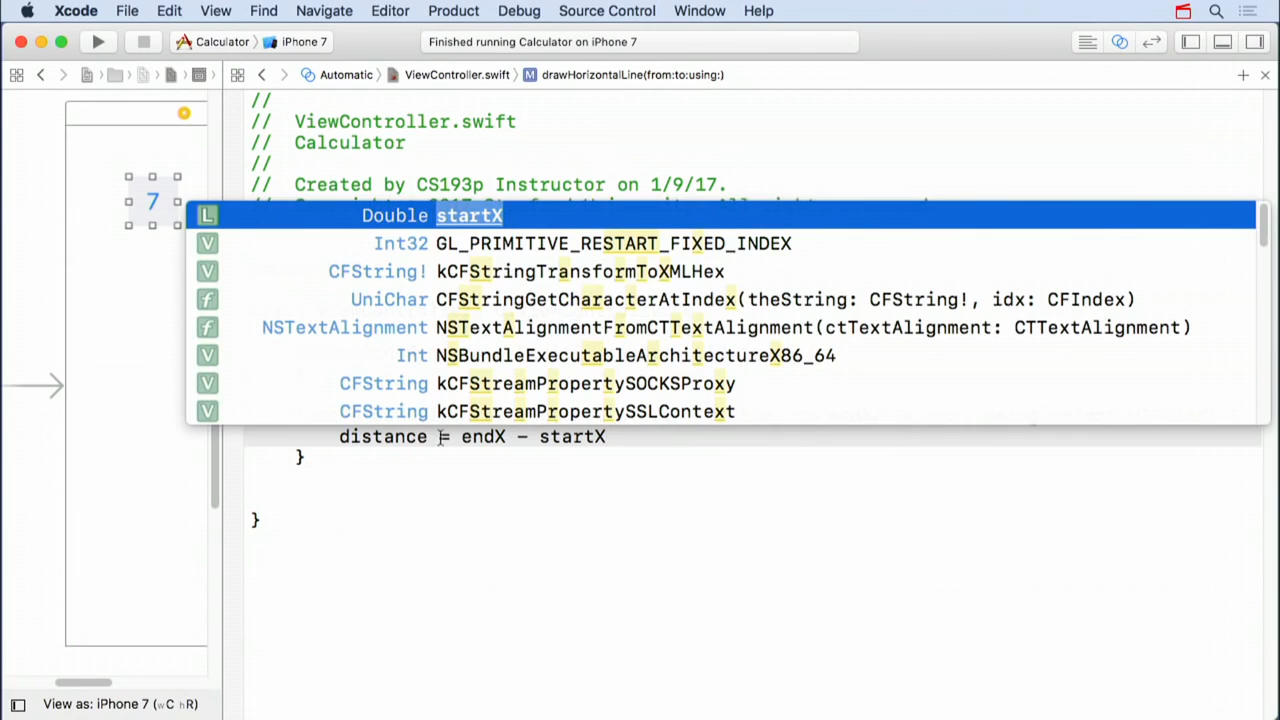 Xcode File Edit View Find Navigate Editor Product Debug Source Control Window Help
Calculator iPhone 7 Finished running Calculator on iPhone 7
Automatic ViewController.swift M drawHorizontalLine(from:to:using:)
//
// ViewController.swift
// Calculator
//
// Created by CS193p Instructor on 1/9/17.
7
L Double startX
V Int32 GL_PRIMITIVE_RESTART_FIXED_INDEX
V CFString! kCFStringTransformToXMLHex
f UniChar CFStringGetCharacterAtIndex(theString: CFString!, idx: CFIndex)
f NSTextAlignment NSTextAlignmentFromCTTextAlignment(ctTextAlignment: CTTextAlignment)
V Int NSBundleExecutableArchitectureX86_64
V CFString kCFStreamPropertySOCKSProxy
V CFString kCFStreamPropertySSLContext
distance = endX - startX
}
}
View as: iPhone 7 (wC hR)